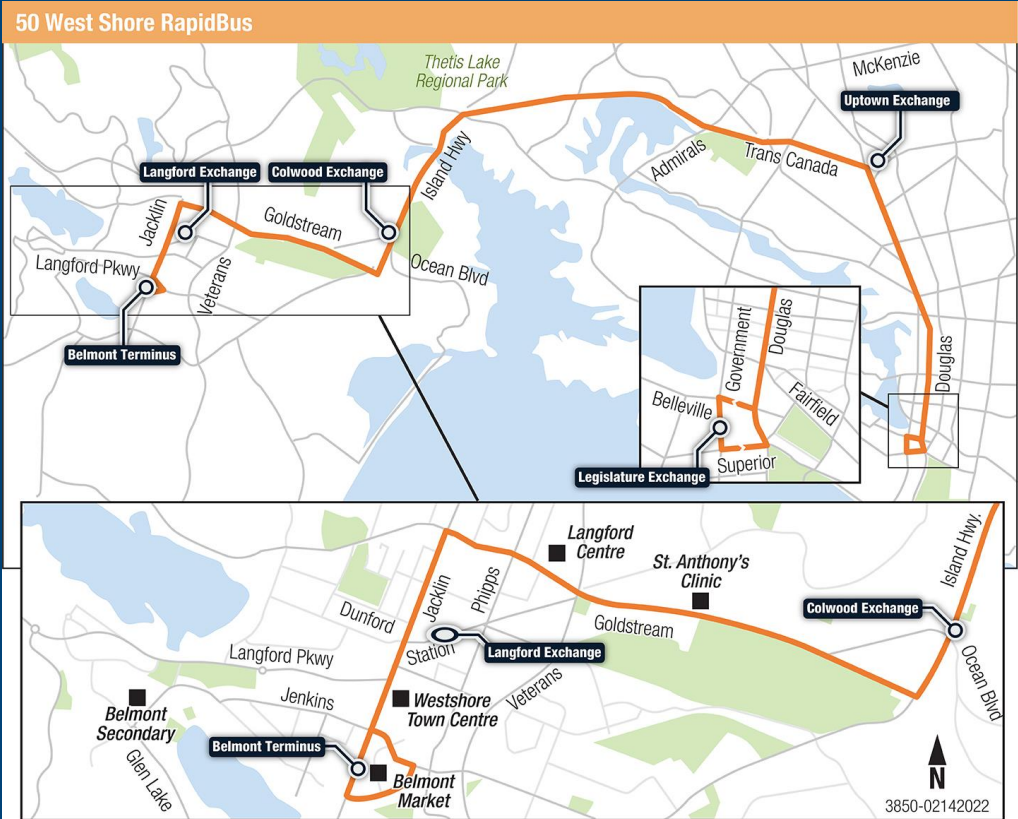 50 West Shore RapidBus
Thetis Lake
Regional Park
McKenzie
Uptown Exchange
Admirals
Trans Canada
Island Hwy
Langford Exchange
Colwood Exchange
Jacklin
Goldstream
Langford Pkwy
Veterans
Ocean Blvd
Belmont Terminus
Douglas
Government
Douglas
Belleville
Fairfield
Superior
Legislature Exchange
Langford
Centre
St. Anthony's
Clinic
Island Hwy.
Jacklin
Phipps
Dunford
Goldstream
Colwood Exchange
Station
Langford Exchange
Langford Pkwy
Veterans
Ocean Blvd
Jenkins
Westshore
Town Centre
Belmont
Secondary
Belmont Terminus
Glen Lake
Belmont
Market
N
3850-02142022